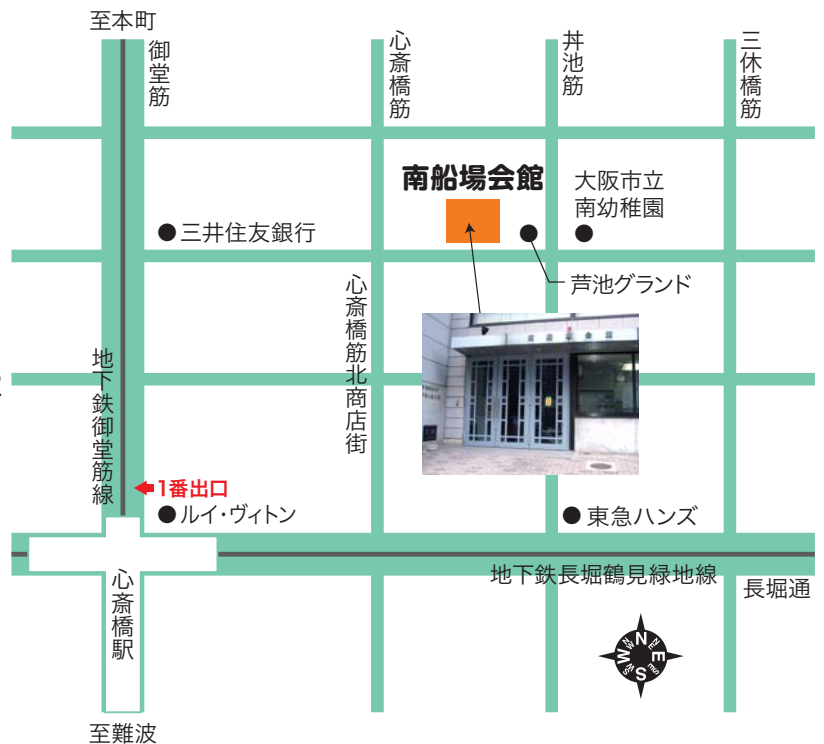 至本町
御堂筋
心斎橋筋
丼池筋
三休橋筋
南船場会館
大阪市立
南幼稚園
三井住友銀行
芦池グランド
心斎橋筋北商店街
地下鉄御堂筋線
1番出口
ルイ・ヴィトン
東急ハンズ
地下鉄長堀鶴見緑地線
長堀通
心斎橋駅
N
E
S
W
至難波